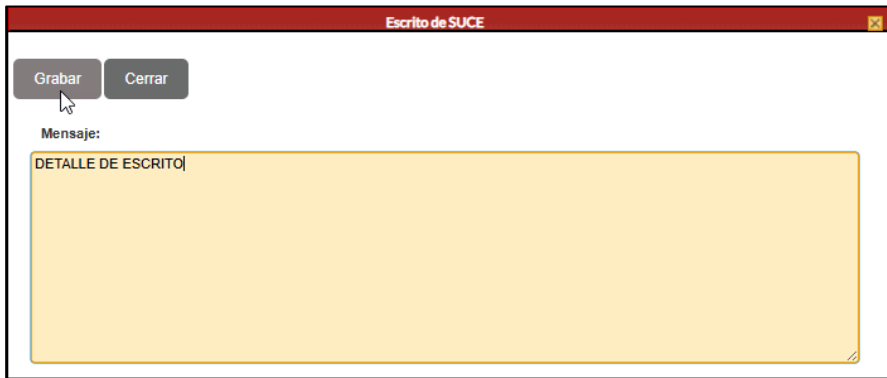 Escrito de SUCE
Grabar Cerrar
Mensaje:
DETALLE DE ESCRITO